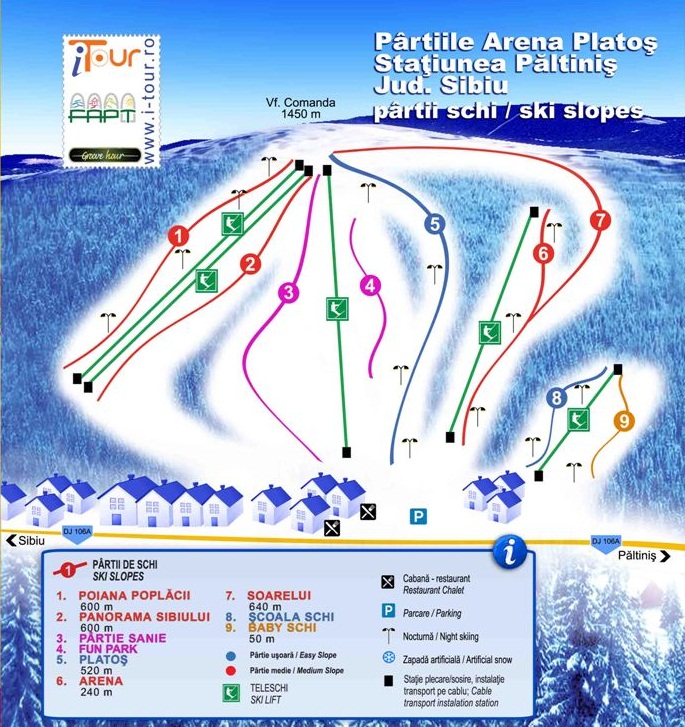 iTour
FAPT
Groove hour
www.i-tour.ro
Pârtiile Arena Platoş
Staţiunea Păltiniş
Jud. Sibiu
pârtii schi / ski slopes
Vf. Comanda
1450 m
1
2
3
4
5
6
7
8
9
P
DJ 106A
DJ 106A
Sibiu
Păltiniş
i
1
PÂRTII DE SCHI
SKI SLOPES
1. POIANA POPLĂCII
600 m
2. PANORAMA SIBIULUI
600 m
3. PÂRTIE SANIE
4. FUN PARK
5. PLATOŞ
520 m
6. ARENA
240 m
7. SOARELUI
640 m
8. ŞCOALA SCHI
9. BABY SCHI
50 m
Pârtie uşoară / Easy Slope
Pârtie medie / Medium Slope
TELESCHI
SKI LIFT
Cabană - restaurant
Restaurant Chalet
P
Parcare / Parking
Nocturnă / Night skiing
Zapadă artificială / Artificial snow
Staţie plecare/sosire, instalaţie
transport pe cablu; Cable
transport instalation station